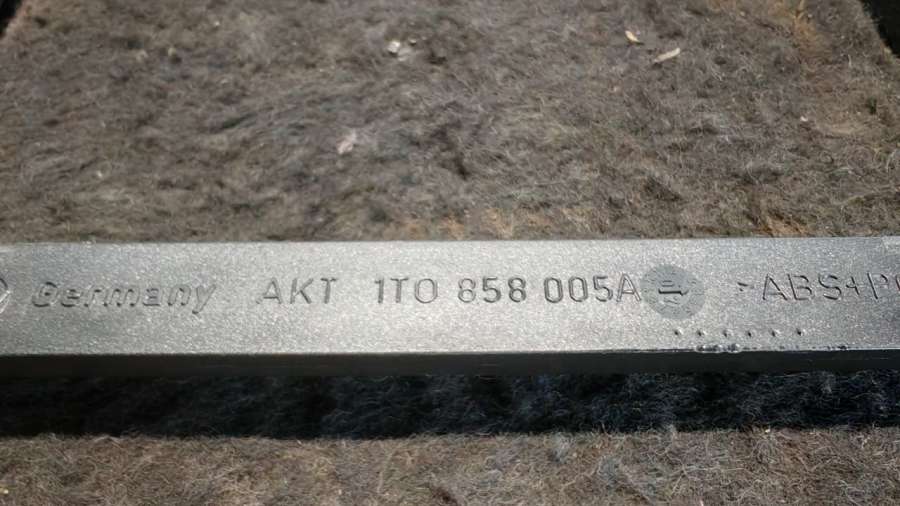 Germany AKT 1T0 858 005A >ABS+P